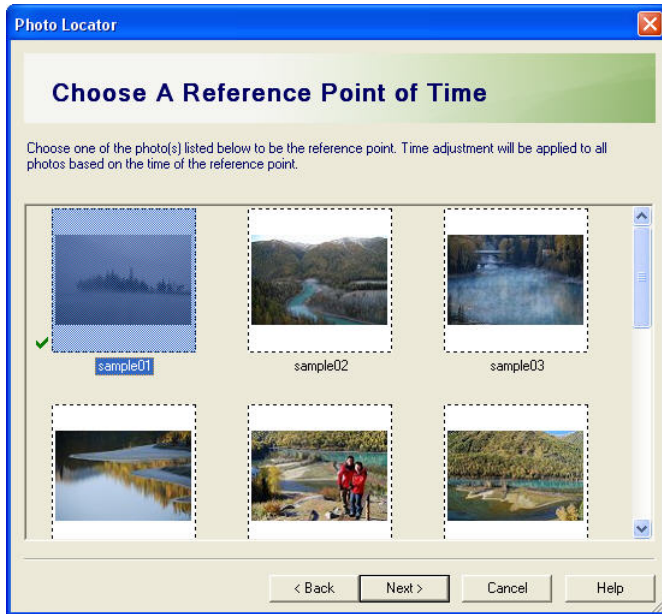 Photo Locator
Choose A Reference Point of Time
Choose one of the photo(s) listed below to be the reference point. Time adjustment will be applied to all
photos based on the time of the reference point.
sample01
sample02
sample03
< Back
Next >
Cancel
Help